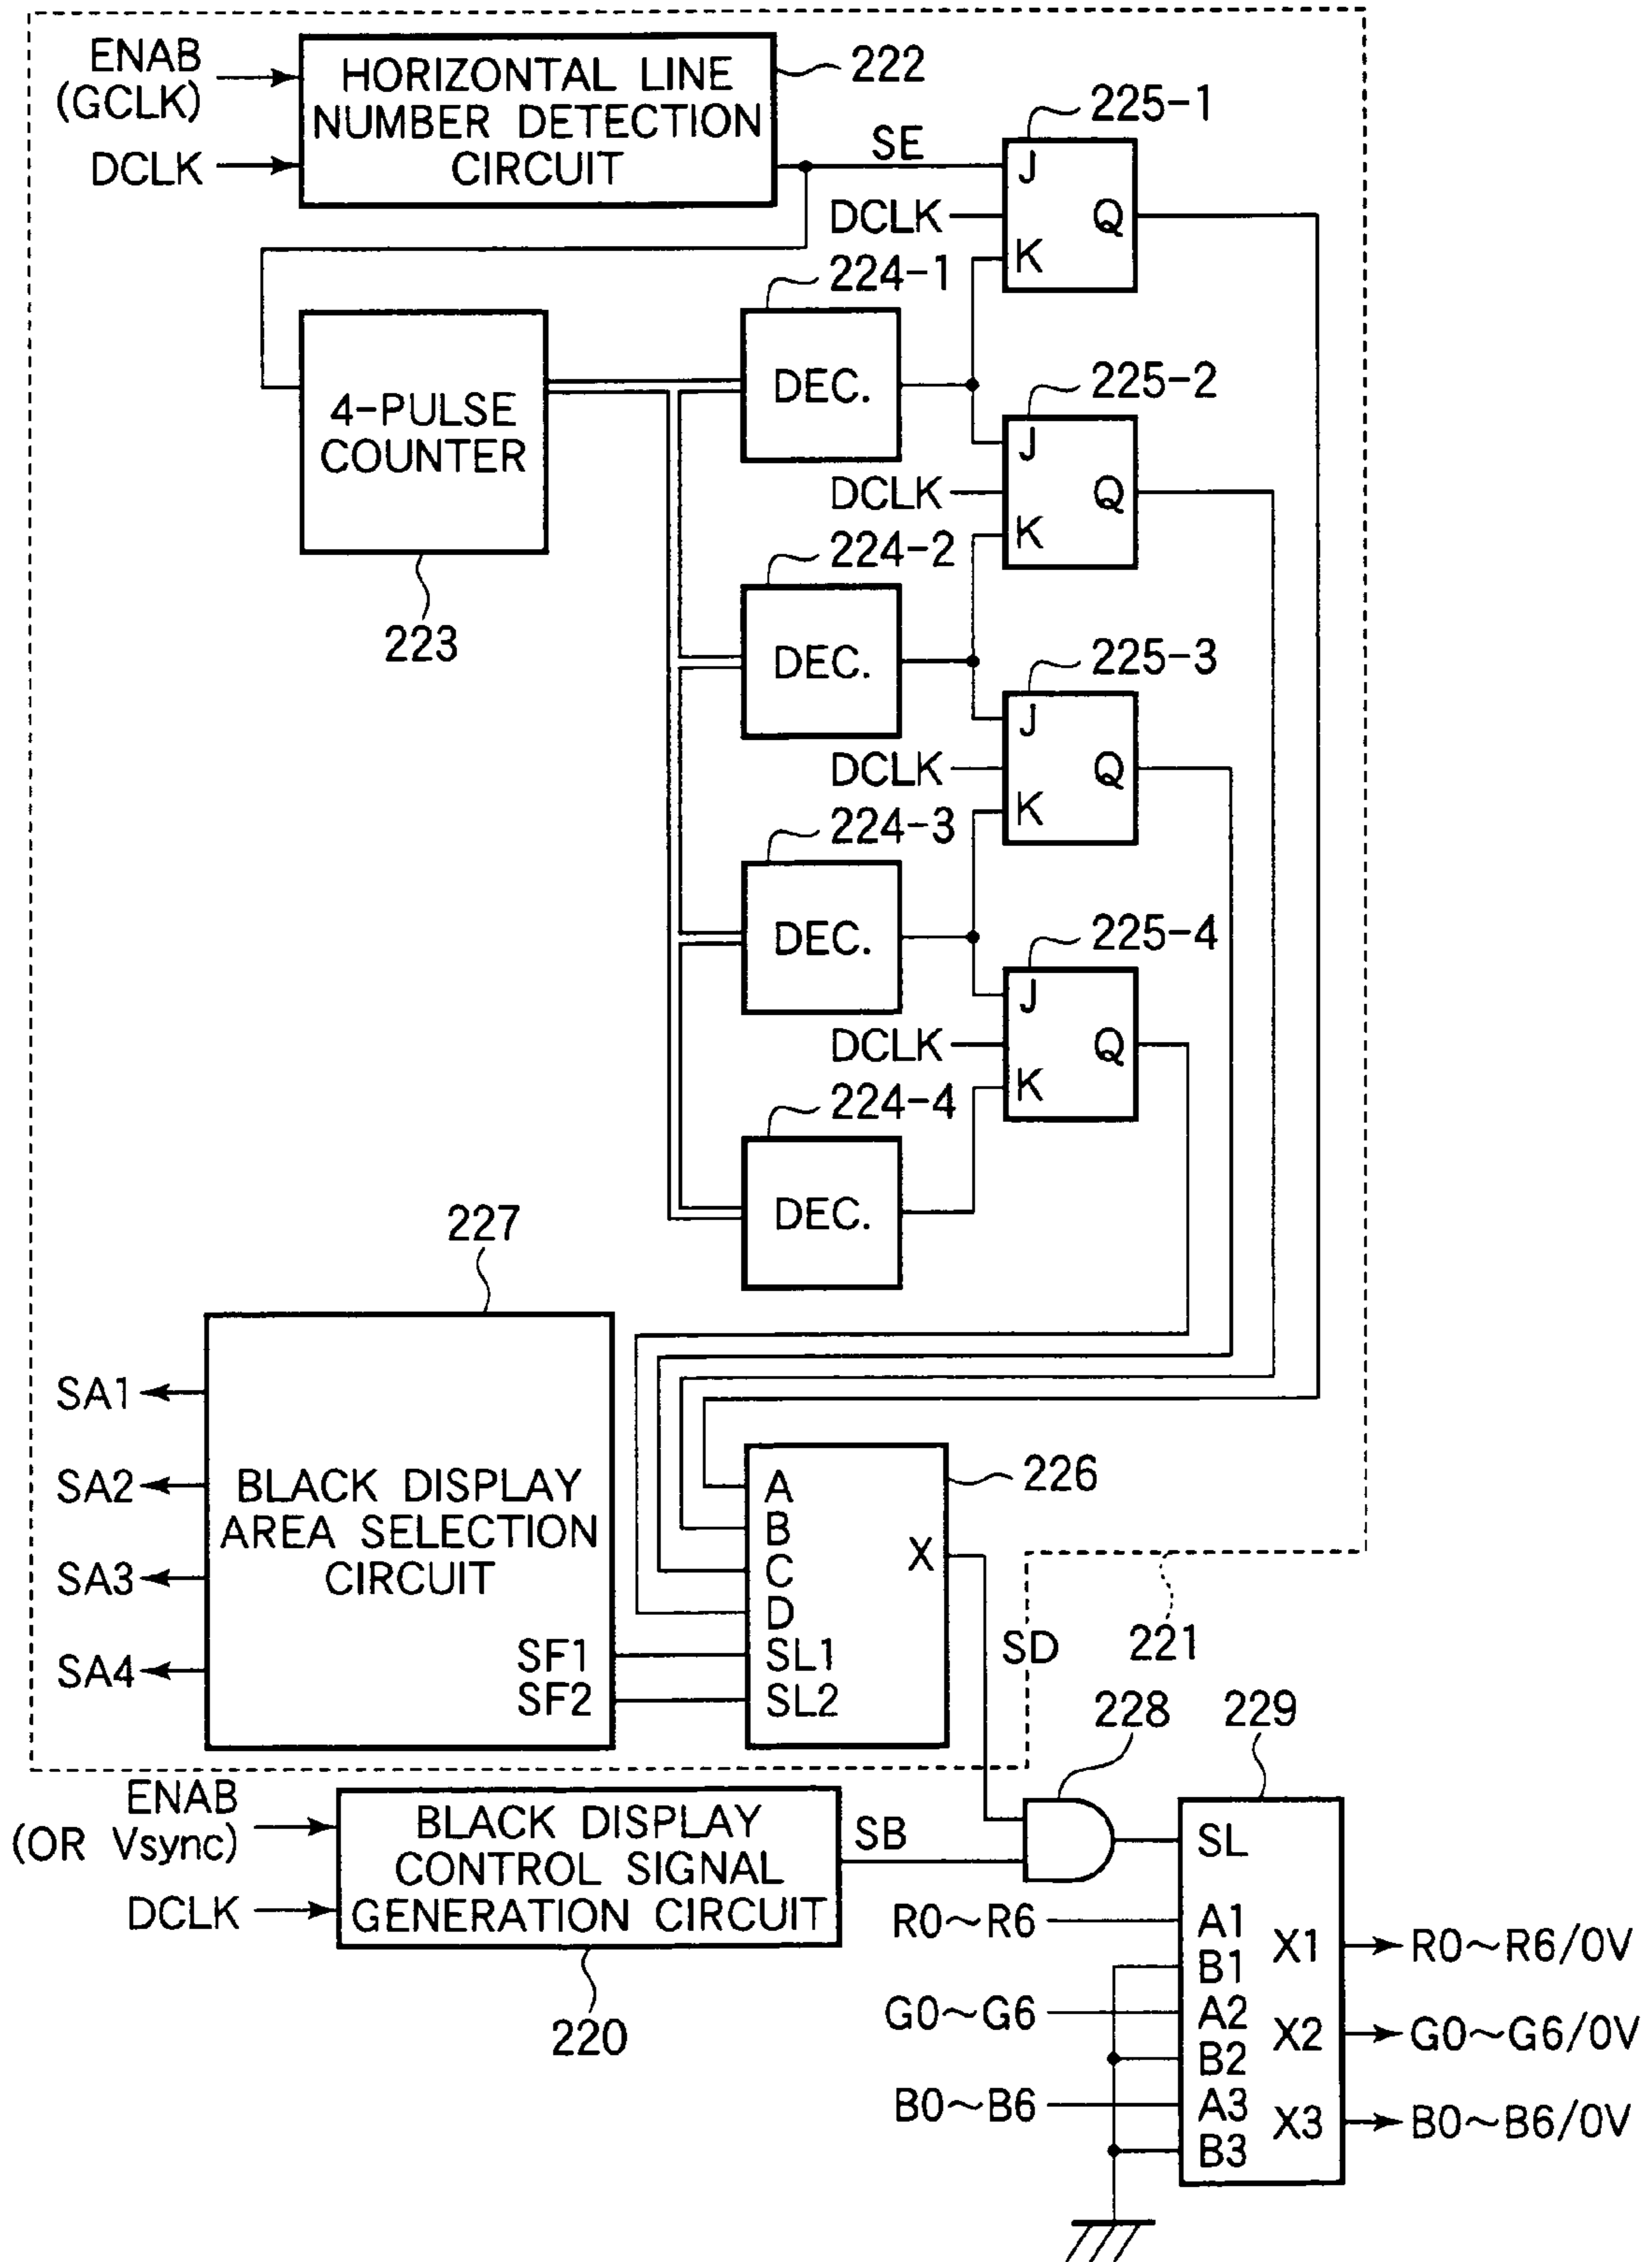 ENAB
(GCLK)
DCLK
HORIZONTAL LINE
NUMBER DETECTION
CIRCUIT
222
SE
225-1
J
DCLK
Q
K
224-1
4-PULSE
COUNTER
223
DEC.
225-2
J
DCLK
Q
K
224-2
DEC.
225-3
J
DCLK
Q
K
224-3
DEC.
225-4
J
DCLK
Q
K
224-4
DEC.
227
SA1
SA2
SA3
SA4
BLACK DISPLAY
AREA SELECTION
CIRCUIT
SF1
SF2
226
A
B
C
D
SL1
SL2
X
SD
221
ENAB
(OR Vsync)
DCLK
BLACK DISPLAY
CONTROL SIGNAL
GENERATION CIRCUIT
220
SB
228
229
SL
R0~R6
A1
B1
G0~G6
A2
B2
B0~B6
A3
B3
X1
X2
X3
R0~R6/0V
G0~G6/0V
B0~B6/0V